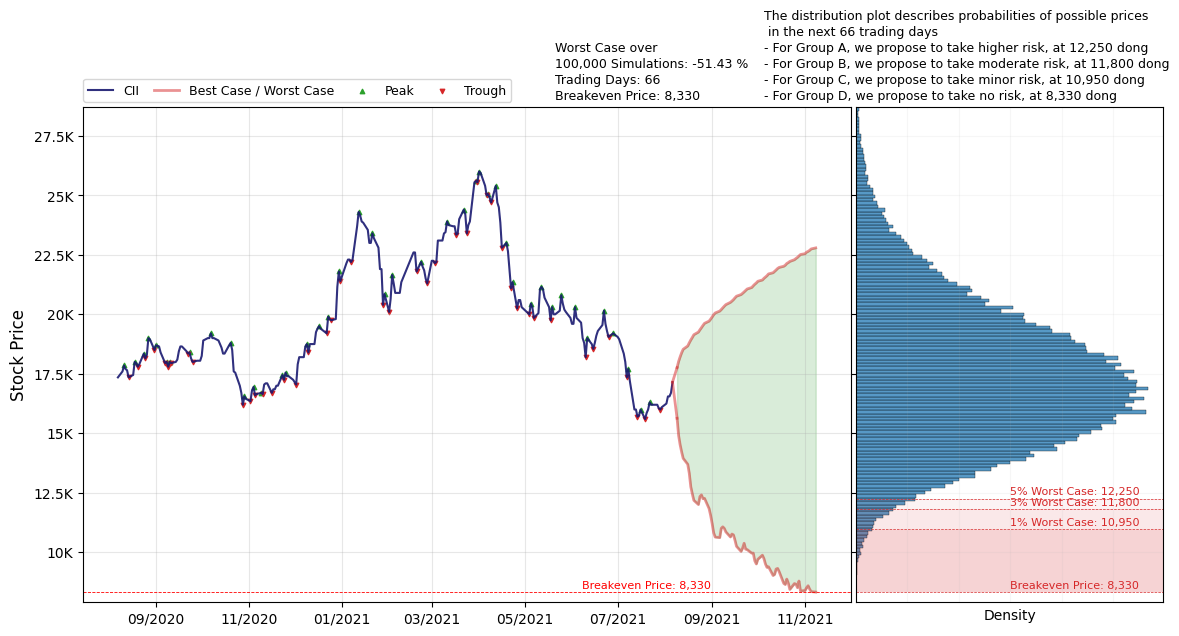 The distribution plot describes probabilities of possible prices
in the next 66 trading days
- For Group A, we propose to take higher risk, at 12,250 dong
- For Group B, we propose to take moderate risk, at 11,800 dong
- For Group C, we propose to take minor risk, at 10,950 dong
- For Group D, we propose to take no risk, at 8,330 dong
Worst Case over
100,000 Simulations: -51.43 %
Trading Days: 66
Breakeven Price: 8,330
CII
Best Case / Worst Case
Peak
Trough
Stock Price
27.5K
25K
22.5K
20K
17.5K
15K
12.5K
10K
Breakeven Price: 8,330
09/2020
11/2020
01/2021
03/2021
05/2021
07/2021
09/2021
11/2021
5% Worst Case: 12,250
3% Worst Case: 11,800
1% Worst Case: 10,950
Breakeven Price: 8,330
Density